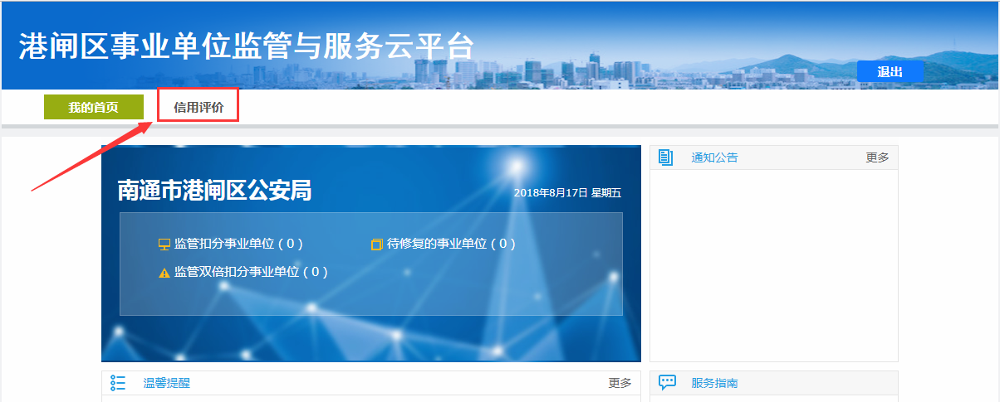 港闸区事业单位监管与服务云平台
退出
我的首页 信用评价
南通市港闸区公安局
2018年8月17日 星期五
监管扣分事业单位（0） 待修复的事业单位（0）
监管双倍扣分事业单位（0）
通知公告 更多
温馨提醒 更多
服务指南